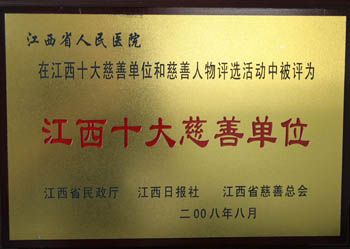 江西省人民医院
在江西十大慈善单位和慈善人物评选活动中被评为
江西十大慈善单位
江西省民政厅 江西日报社 江西省慈善总会
二00八年八月